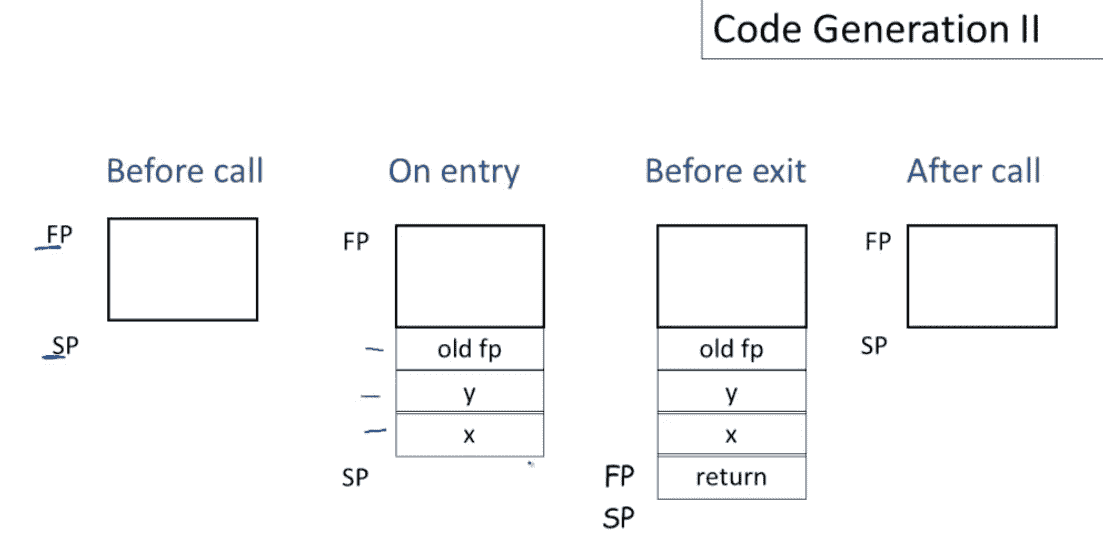 Code Generation II
Before call
On entry
Before exit
After call
FP
SP
FP
old fp
y
x
SP
old fp
y
x
FP
return
SP
FP
SP